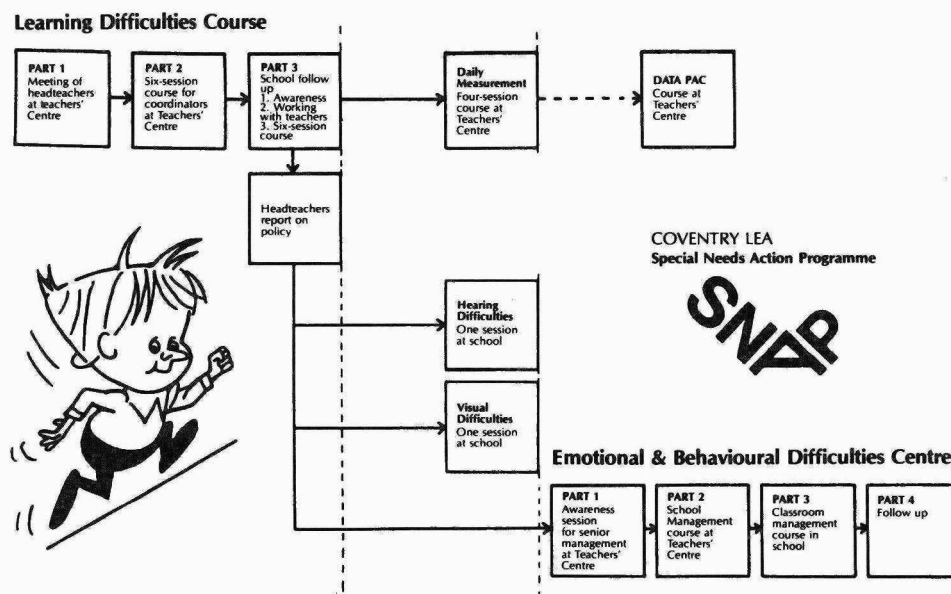 Learning Difficulties Course
PART 1
Meeting of
headteachers
at teachers'
Centre
PART 2
Six-session
course for
coordinators
at Teachers'
Centre
PART 3
School follow
up
1. Awareness
2. Working
with teachers
3. Six-session
course
Daily
Measurement
Four-session
course at
Teachers'
Centre
DATA PAC
Course at
Teachers'
Centre
Headteachers
report on
policy
COVENTRY LEA
Special Needs Action Programme
SNAP
Hearing
Difficulties
One session
at school
Visual
Difficulties
One session
at school
Emotional & Behavioural Difficulties Centre
PART 1
Awareness
session
for senior
management
at Teachers'
Centre
PART 2
School
Management
course at
Teachers'
Centre
PART 3
Classroom
management
course in
school
PART 4
Follow up